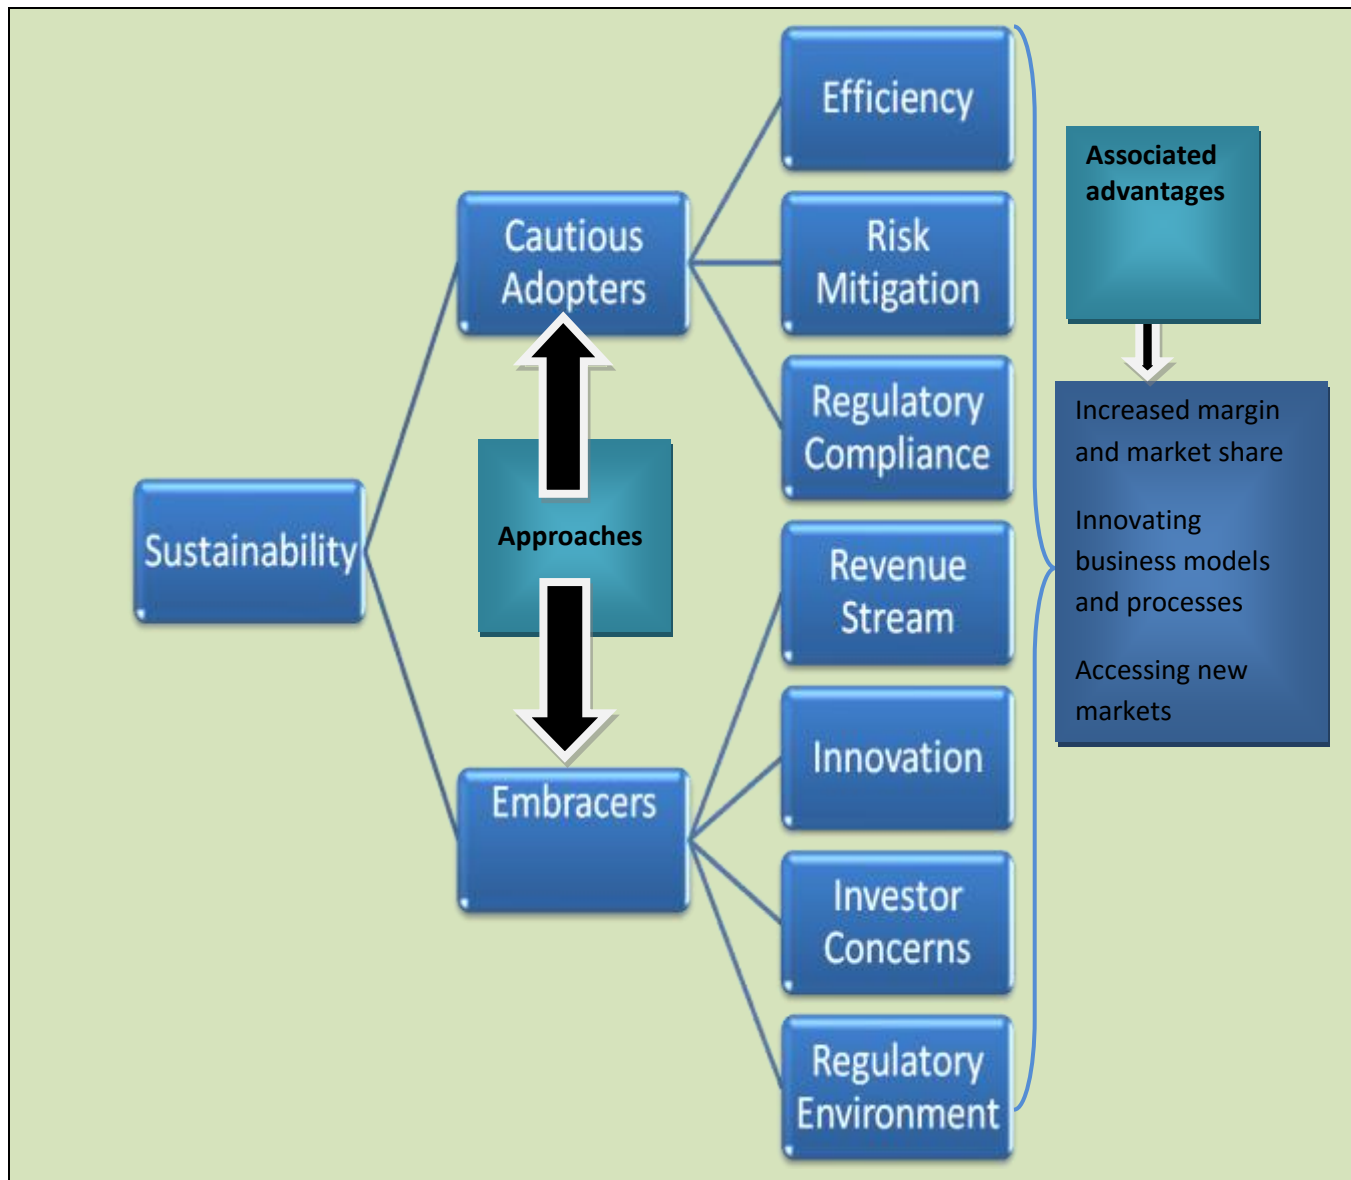 Sustainability
Cautious
Adopters
Approaches
Embracers
Efficiency
Risk
Mitigation
Regulatory
Compliance
Revenue
Stream
Innovation
Investor
Concerns
Regulatory
Environment
Associated
advantages
Increased margin
and market share
Innovating
business models
and processes
Accessing new
markets